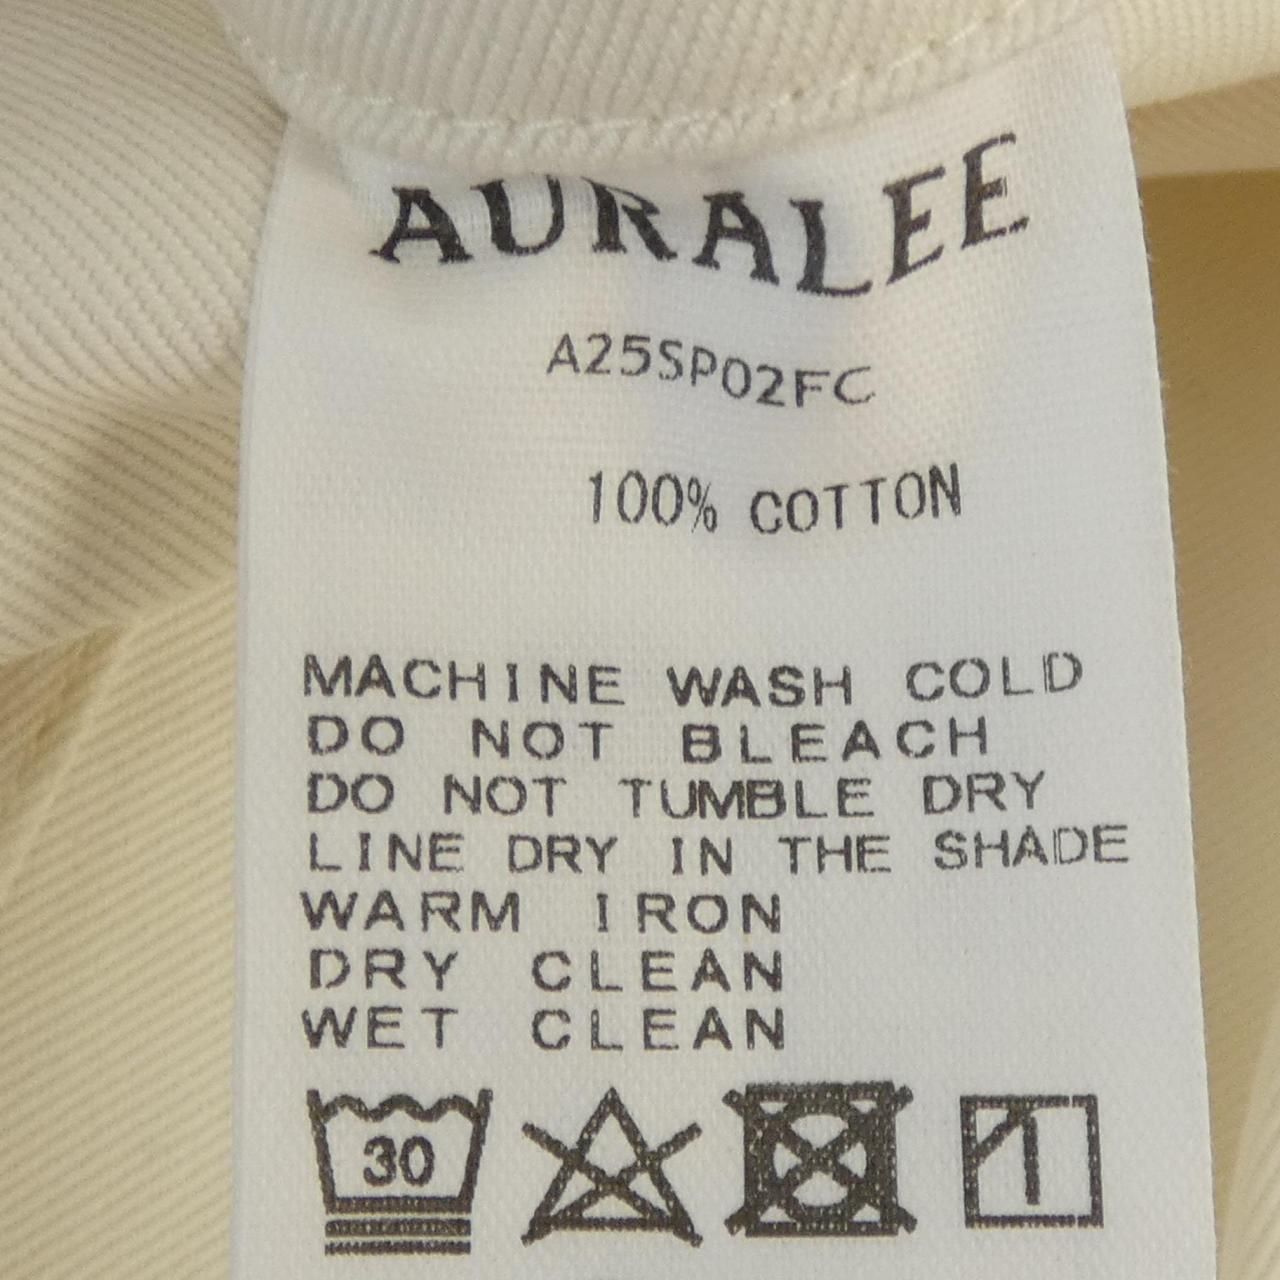 AURALEE
A25SP02FC
100% COTTON
MACHINE WASH COLD
DO NOT BLEACH
DO NOT TUMBLE DRY
LINE DRY IN THE SHADE
WARM IRON
DRY CLEAN
WET CLEAN
30